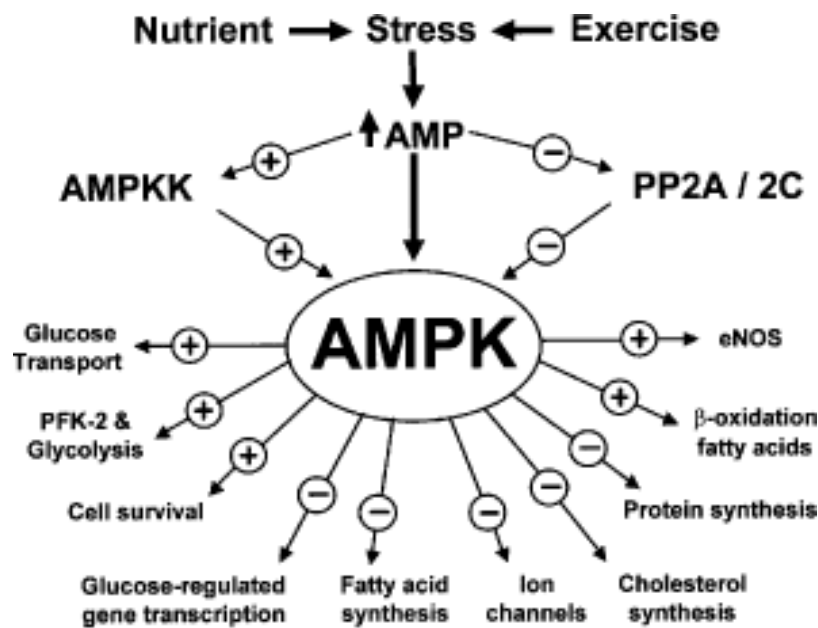 Nutrient Stress Exercise
AMP
AMPKK
PP2A / 2C
+
−
+
−
AMPK
Glucose
Transport
+
+
eNOS
PFK-2 &
Glycolysis
+
+
β-oxidation
fatty acids
Cell survival
+
−
Protein synthesis
−
−
−
−
Glucose-regulated
gene transcription
Fatty acid
synthesis
Ion
channels
Cholesterol
synthesis